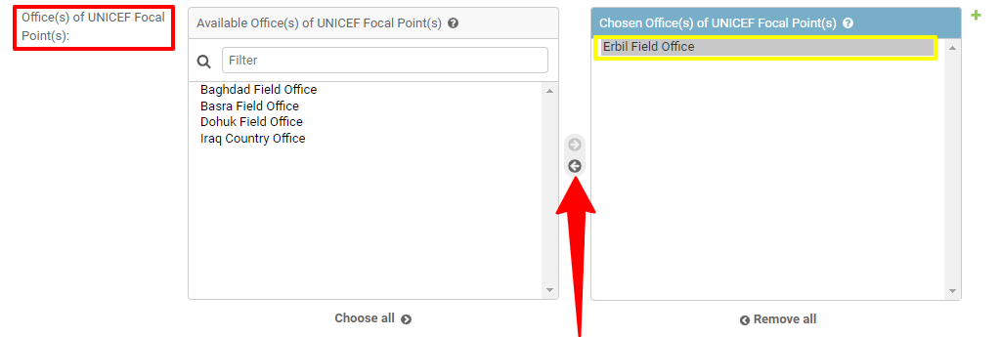 Office(s) of UNICEF Focal
Point(s):
Available Office(s) of UNICEF Focal Point(s)
Filter
Baghdad Field Office
Basra Field Office
Dohuk Field Office
Iraq Country Office
Choose all
Chosen Office(s) of UNICEF Focal Point(s)
Erbil Field Office
Remove all